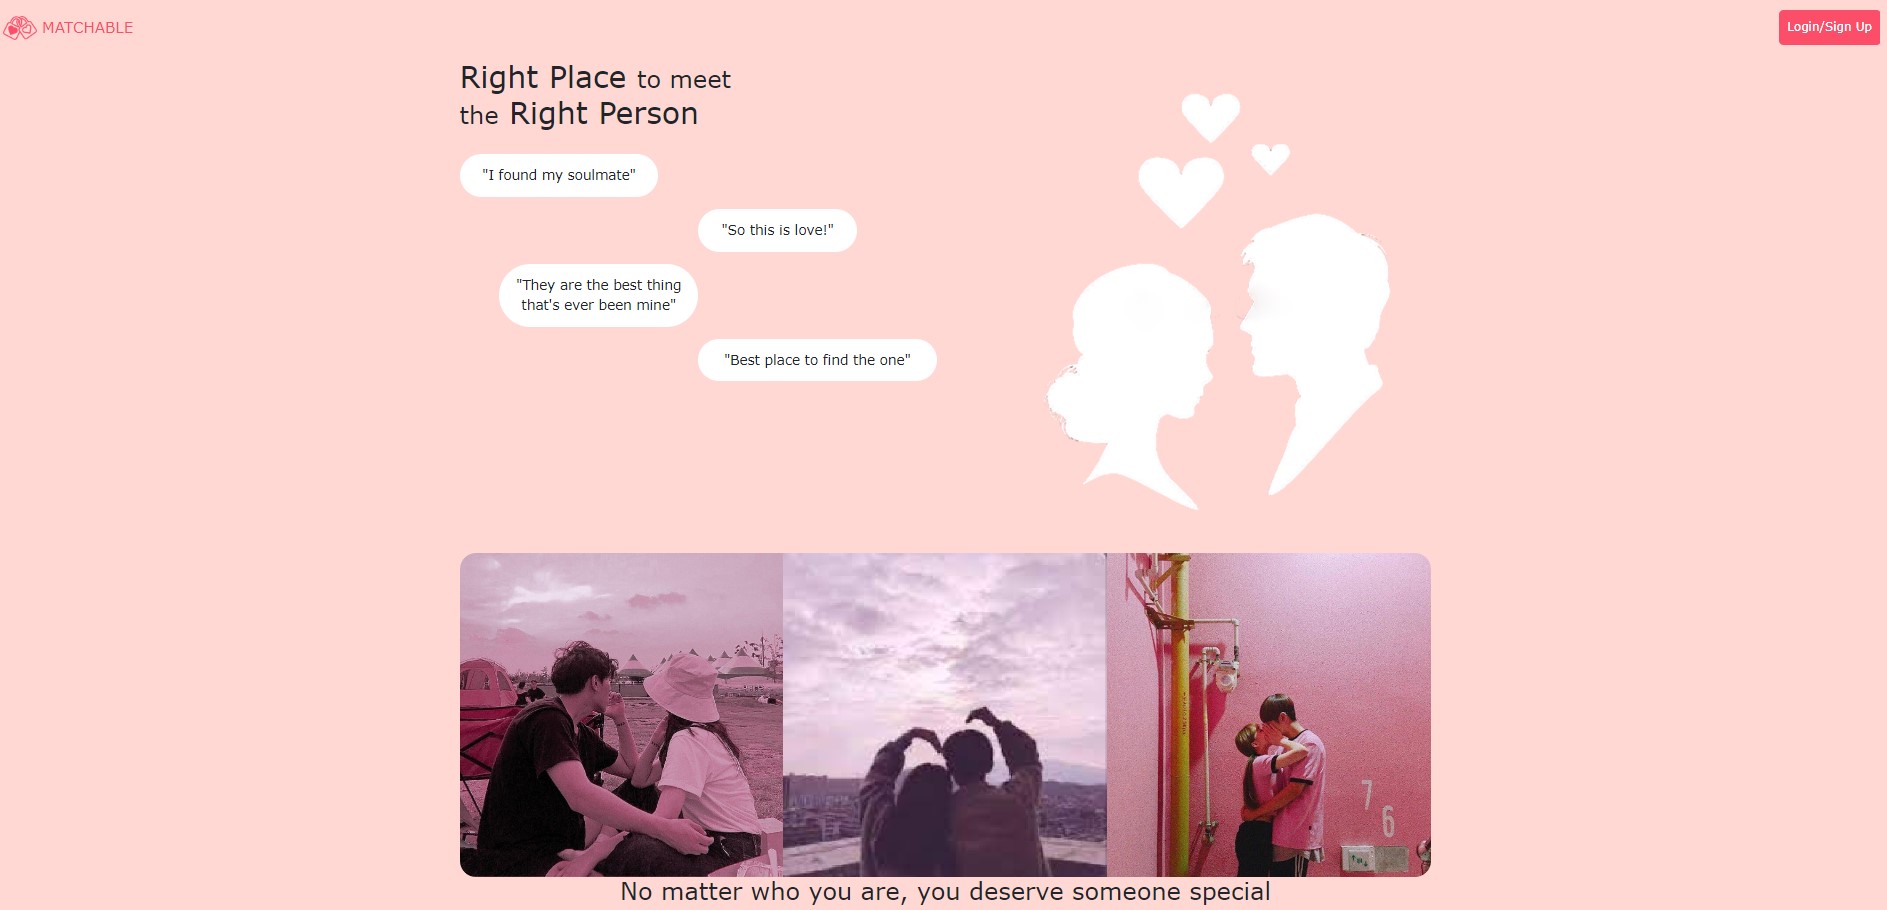 MATCHABLE
Login/Sign Up
Right Place to meet
the Right Person
"I found my soulmate"
"So this is love!"
"They are the best thing
that's ever been mine"
"Best place to find the one"
7
6
No matter who you are, you deserve someone special